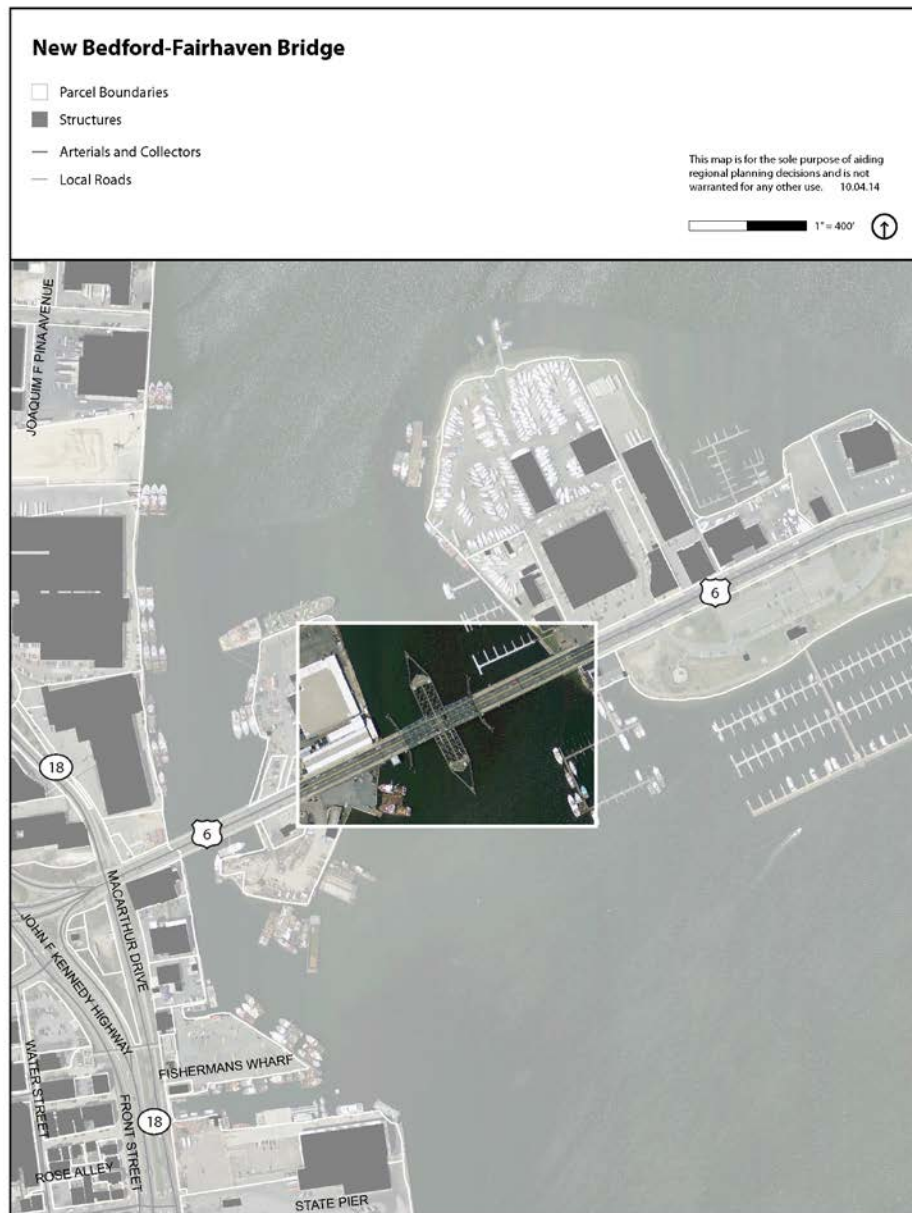 New Bedford-Fairhaven Bridge
Parcel Boundaries
Structures
Arterials and Collectors
Local Roads
This map is for the sole purpose of aiding
regional planning decisions and is not
warranted for any other use. 10.04.14
1" = 400'
JOAQUIM F PINA AVENUE
6
18
6
MACARTHUR DRIVE
JOHN F KENNEDY HIGHWAY
WATER STREET
FISHERMANS WHARF
FRONT STREET
18
ROSE ALLEY
STATE PIER